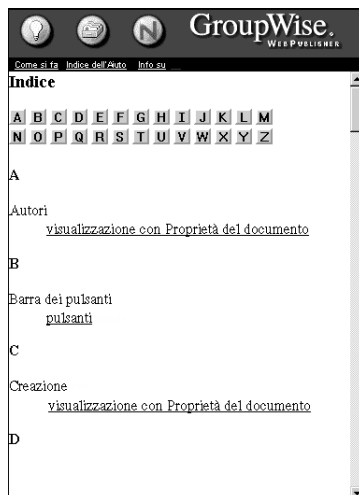 N
GroupWise.
WEBPUBLISHER
Come si fa Indice dell'Aiuto Info su
Indice
A B C D E F G H I J K L M
N O P Q R S T U V W X Y Z
A
Autori
visualizzazione con Proprietà del documento
B
Barra dei pulsanti
pulsanti
C
Creazione
visualizzazione con Proprietà del documento
D